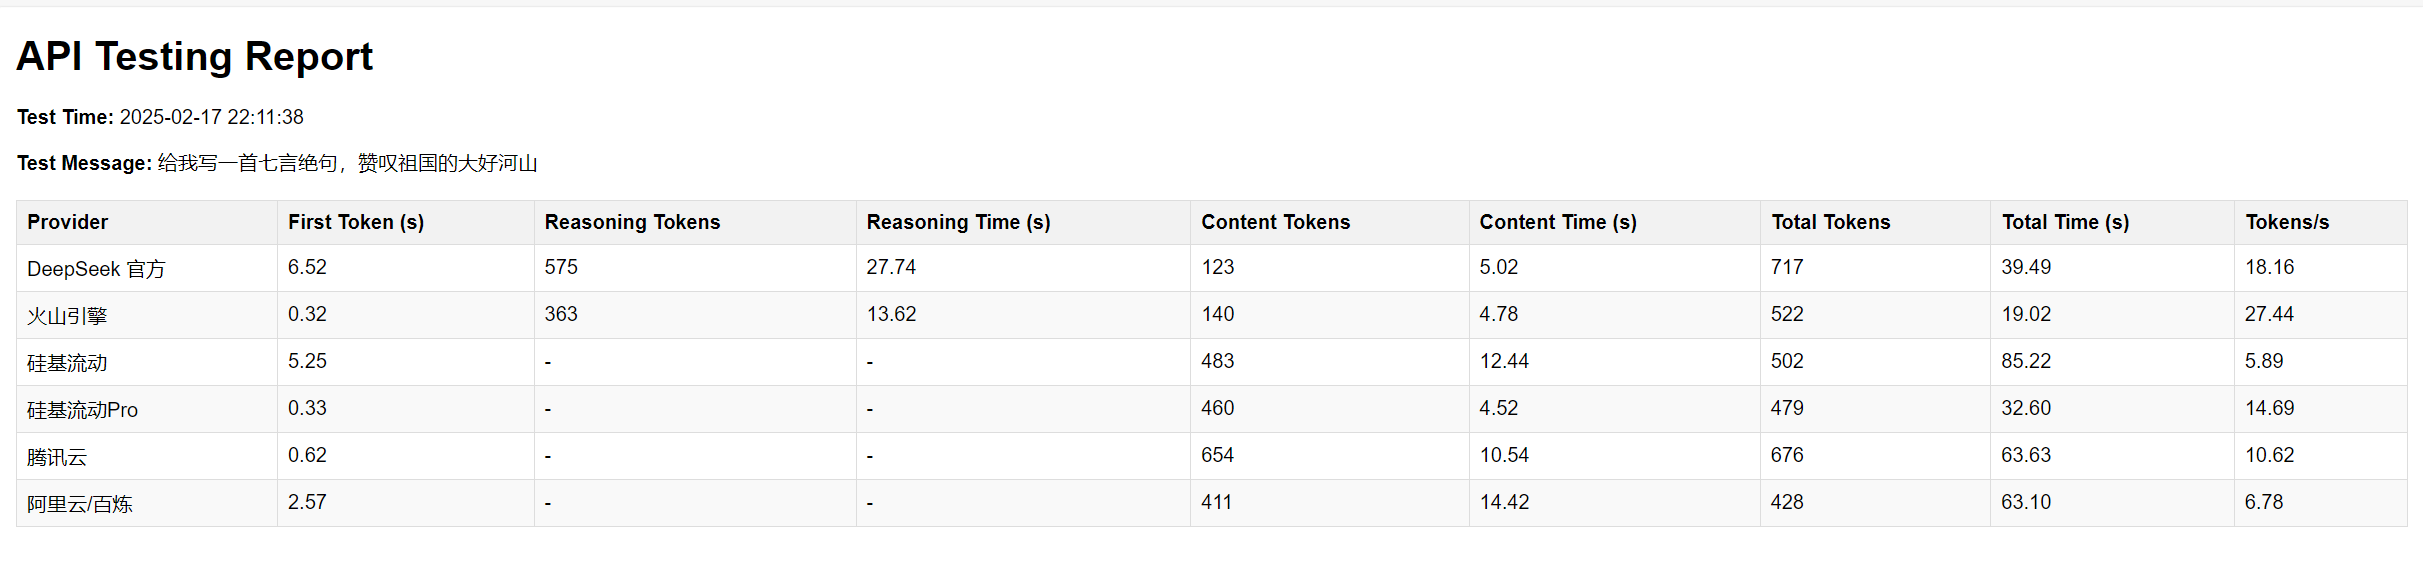 API Testing Report
Test Time: 2025-02-17 22:11:38
Test Message: 给我写一首七言绝句，赞叹祖国的大好河山
Provider First Token (s) Reasoning Tokens Reasoning Time (s) Content Tokens Content Time (s) Total Tokens Total Time (s) Tokens/s
DeepSeek 官方 6.52 575 27.74 123 5.02 717 39.49 18.16
火山引擎 0.32 363 13.62 140 4.78 522 19.02 27.44
硅基流动 5.25 - - 483 12.44 502 85.22 5.89
硅基流动Pro 0.33 - - 460 4.52 479 32.60 14.69
腾讯云 0.62 - - 654 10.54 676 63.63 10.62
阿里云/百炼 2.57 - - 411 14.42 428 63.10 6.78